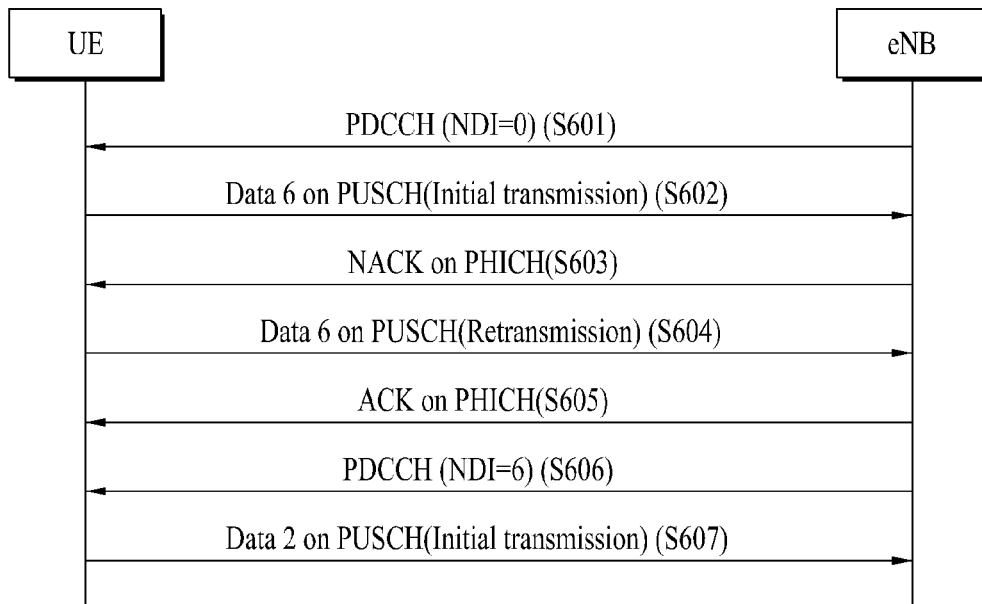 UE
eNB
PDCCH (NDI=0) (S601)
Data 6 on PUSCH(Initial transmission) (S602)
NACK on PHICH(S603)
Data 6 on PUSCH(Retransmission) (S604)
ACK on PHICH(S605)
PDCCH (NDI=6) (S606)
Data 2 on PUSCH(Initial transmission) (S607)